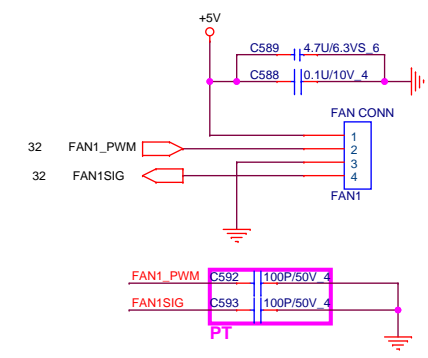 +5V
C589 4.7U/6.3VS_6
C588 0.1U/10V_4
FAN CONN
1
32 FAN1_PWM 2
3
32 FAN1SIG 4
FAN1
FAN1_PWM C592 100P/50V_4
FAN1SIG C593 100P/50V_4
PT